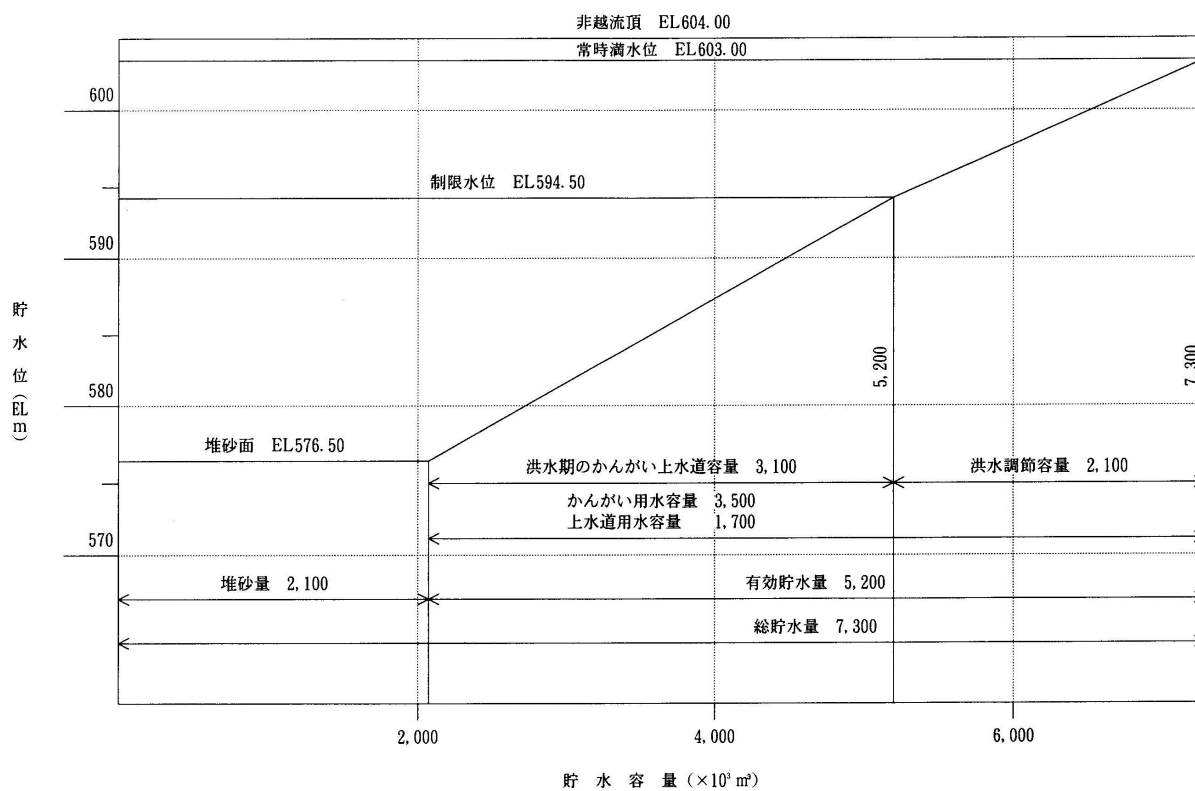 非越流頂 EL604.00
常時満水位 EL603.00
600
制限水位 EL594.50
590
貯水位(ELm)
5,200
7,300
580
堆砂面 EL576.50
洪水期のかんがい上水道容量 3,100
洪水調節容量 2,100
かんがい用水容量 3,500
上水道用水容量 1,700
570
堆砂量 2,100
有効貯水量 5,200
総貯水量 7,300
2,000
4,000
6,000
貯水容量(×10³㎥)